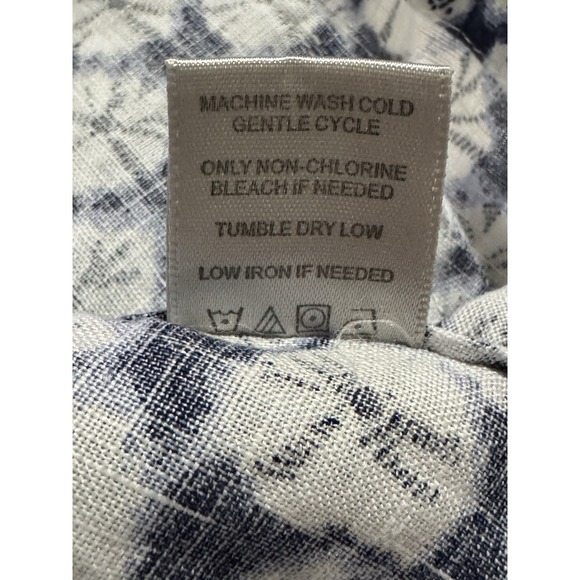 MACHINE WASH COLD
GENTLE CYCLE
ONLY NON-CHLORINE
BLEACH IF NEEDED
TUMBLE DRY LOW
LOW IRON IF NEEDED